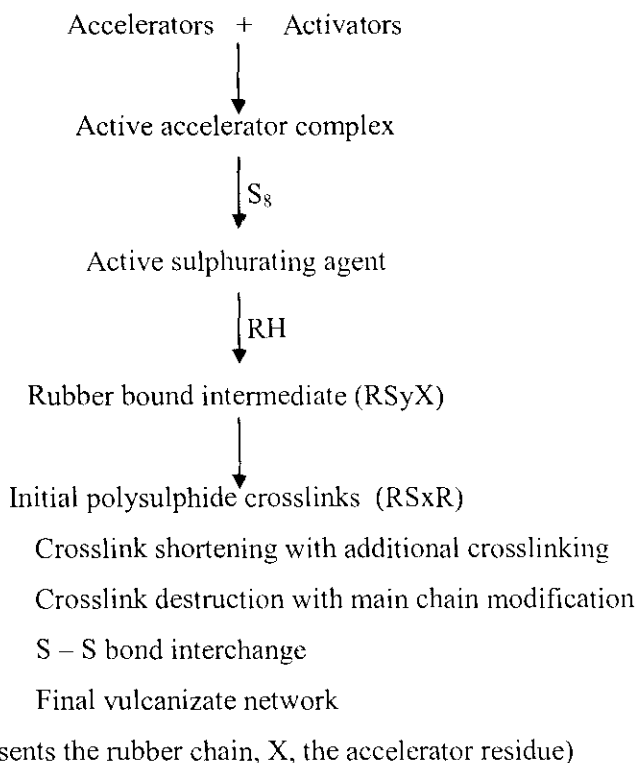 Accelerators + Activators
Active accelerator complex
S₈
Active sulphurating agent
RH
Rubber bound intermediate (RSyX)
Initial polysulphide crosslinks (RSxR)
Crosslink shortening with additional crosslinking
Crosslink destruction with main chain modification
S – S bond interchange
Final vulcanizate network
the rubber chain, X, the accelerator residue)